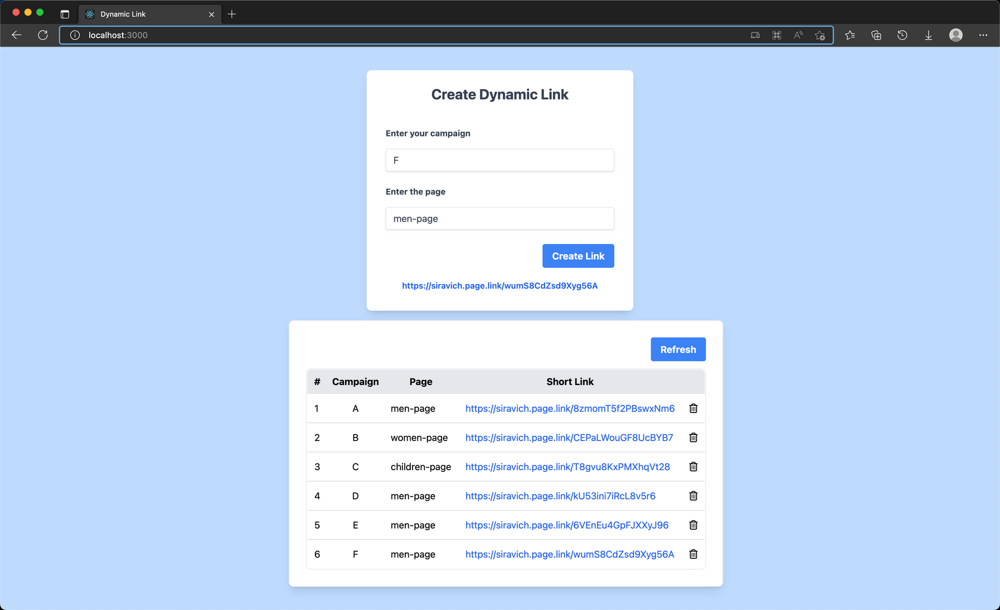 Dynamic Link
localhost:3000
Create Dynamic Link
Enter your campaign
F
Enter the page
men-page
Create Link
https://siravich.page.link/wumS8CdZsd9Xyg56A
Refresh
# Campaign Page Short Link
1 A men-page https://siravich.page.link/8zmomT5f2PBswxNm6
2 B women-page https://siravich.page.link/CEPaLWouGF8UcBYB7
3 C children-page https://siravich.page.link/T8gvu8KxPMXhqVt28
4 D men-page https://siravich.page.link/kU53ini7iRcL8v5r6
5 E men-page https://siravich.page.link/6VEnEu4GpFJXXyJ96
6 F men-page https://siravich.page.link/wumS8CdZsd9Xyg56A